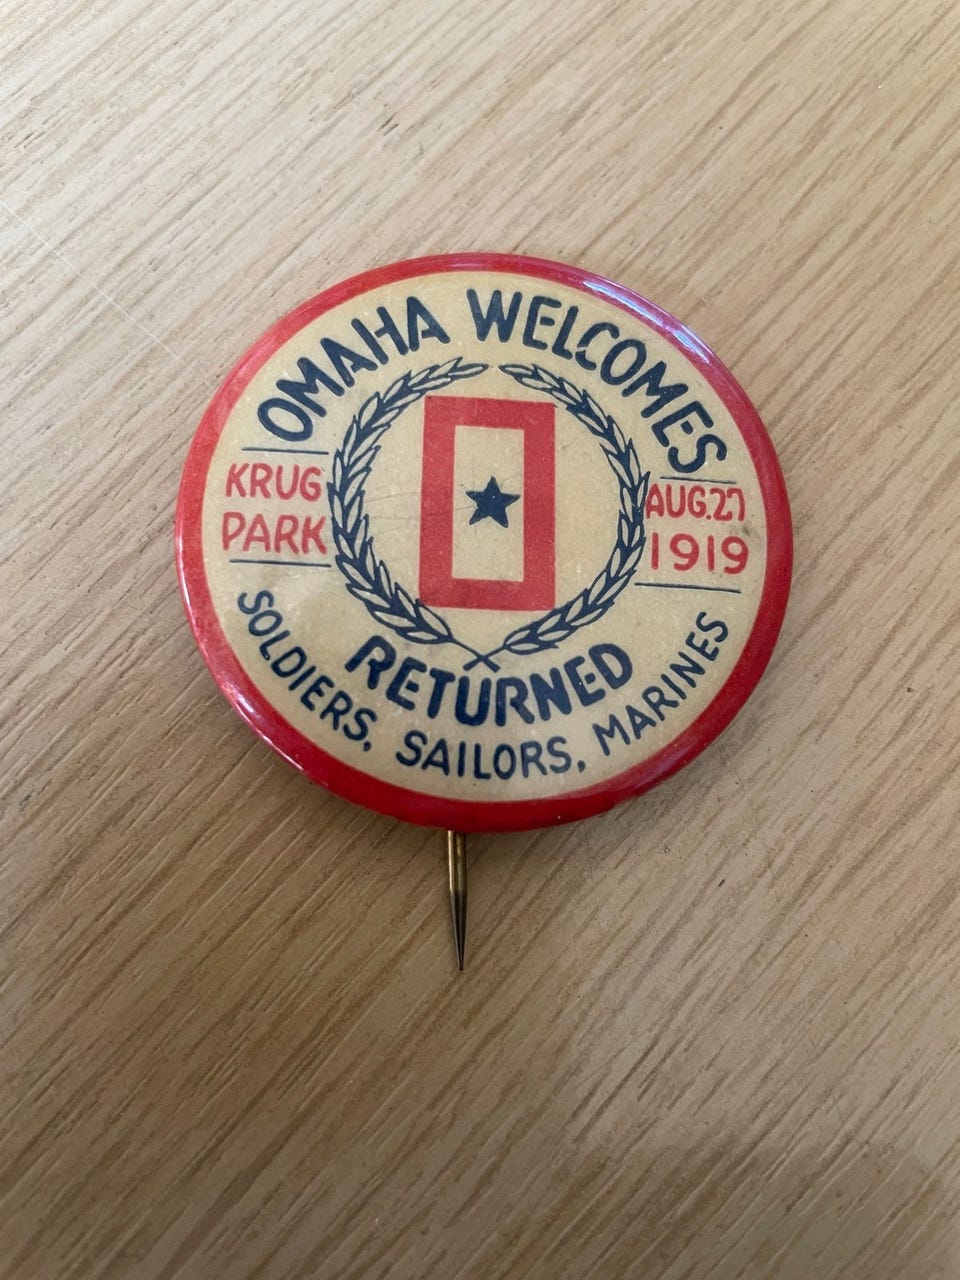 OMAHA WELCOMES
KRUG
PARK
AUG.27
1919
RETURNED
SOLDIERS, SAILORS, MARINES